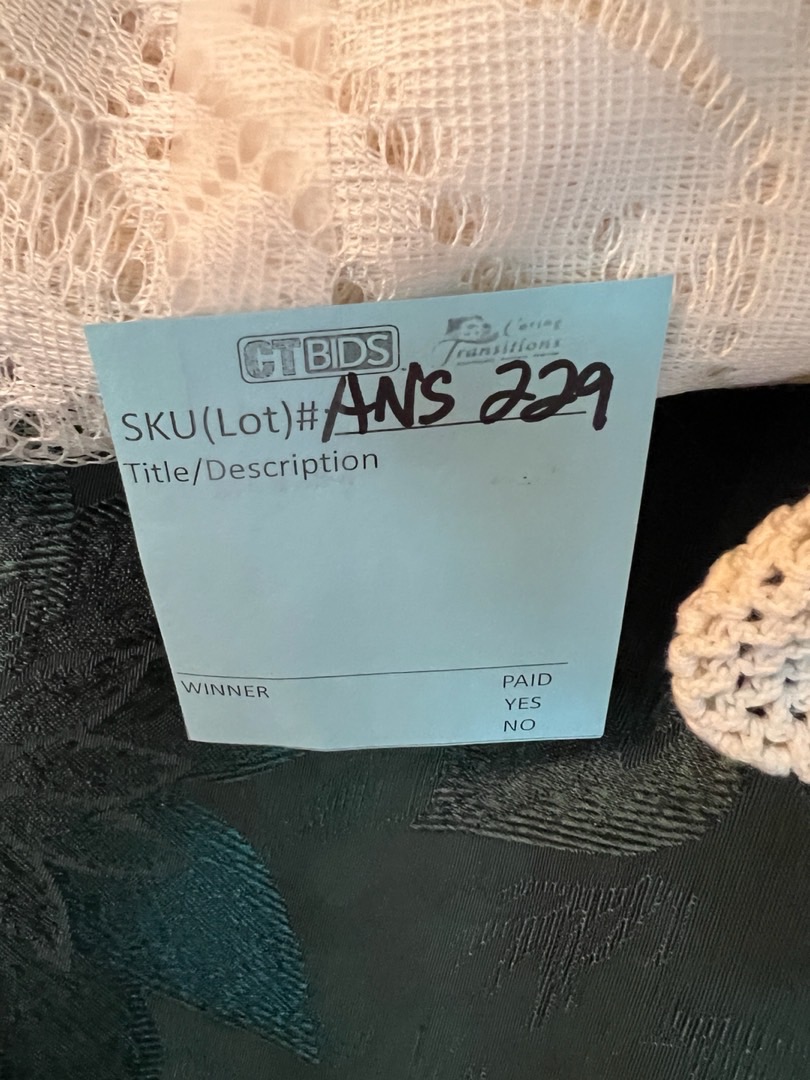 CTBIDS
Caring
Transitions
SKU(Lot)# ANS 229
Title/Description
WINNER
PAID
YES
NO